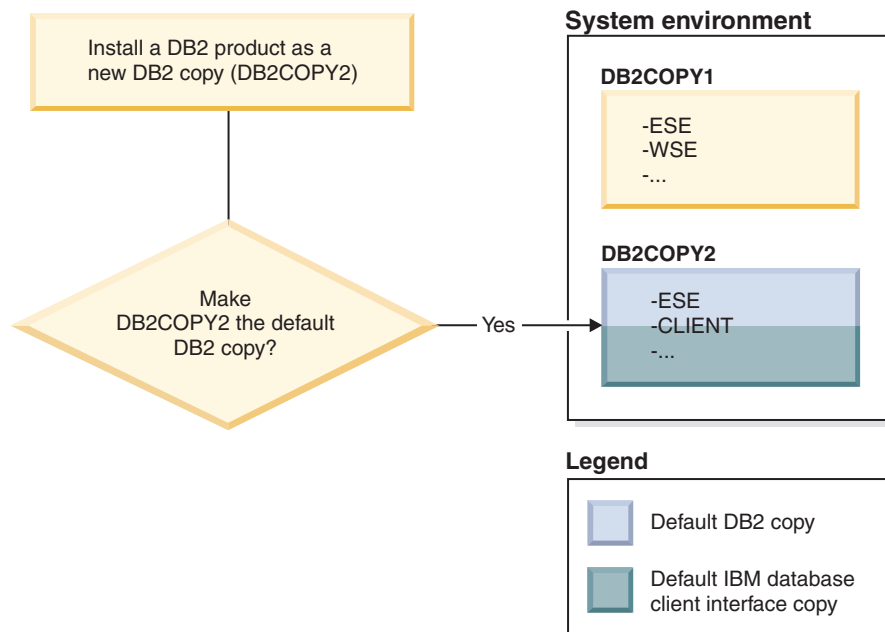 Install a DB2 product as a
new DB2 copy (DB2COPY2)
Make
DB2COPY2 the default
DB2 copy?
Yes
System environment
DB2COPY1
-ESE
-WSE
-...
DB2COPY2
-ESE
-CLIENT
-...
Legend
Default DB2 copy
Default IBM database
client interface copy